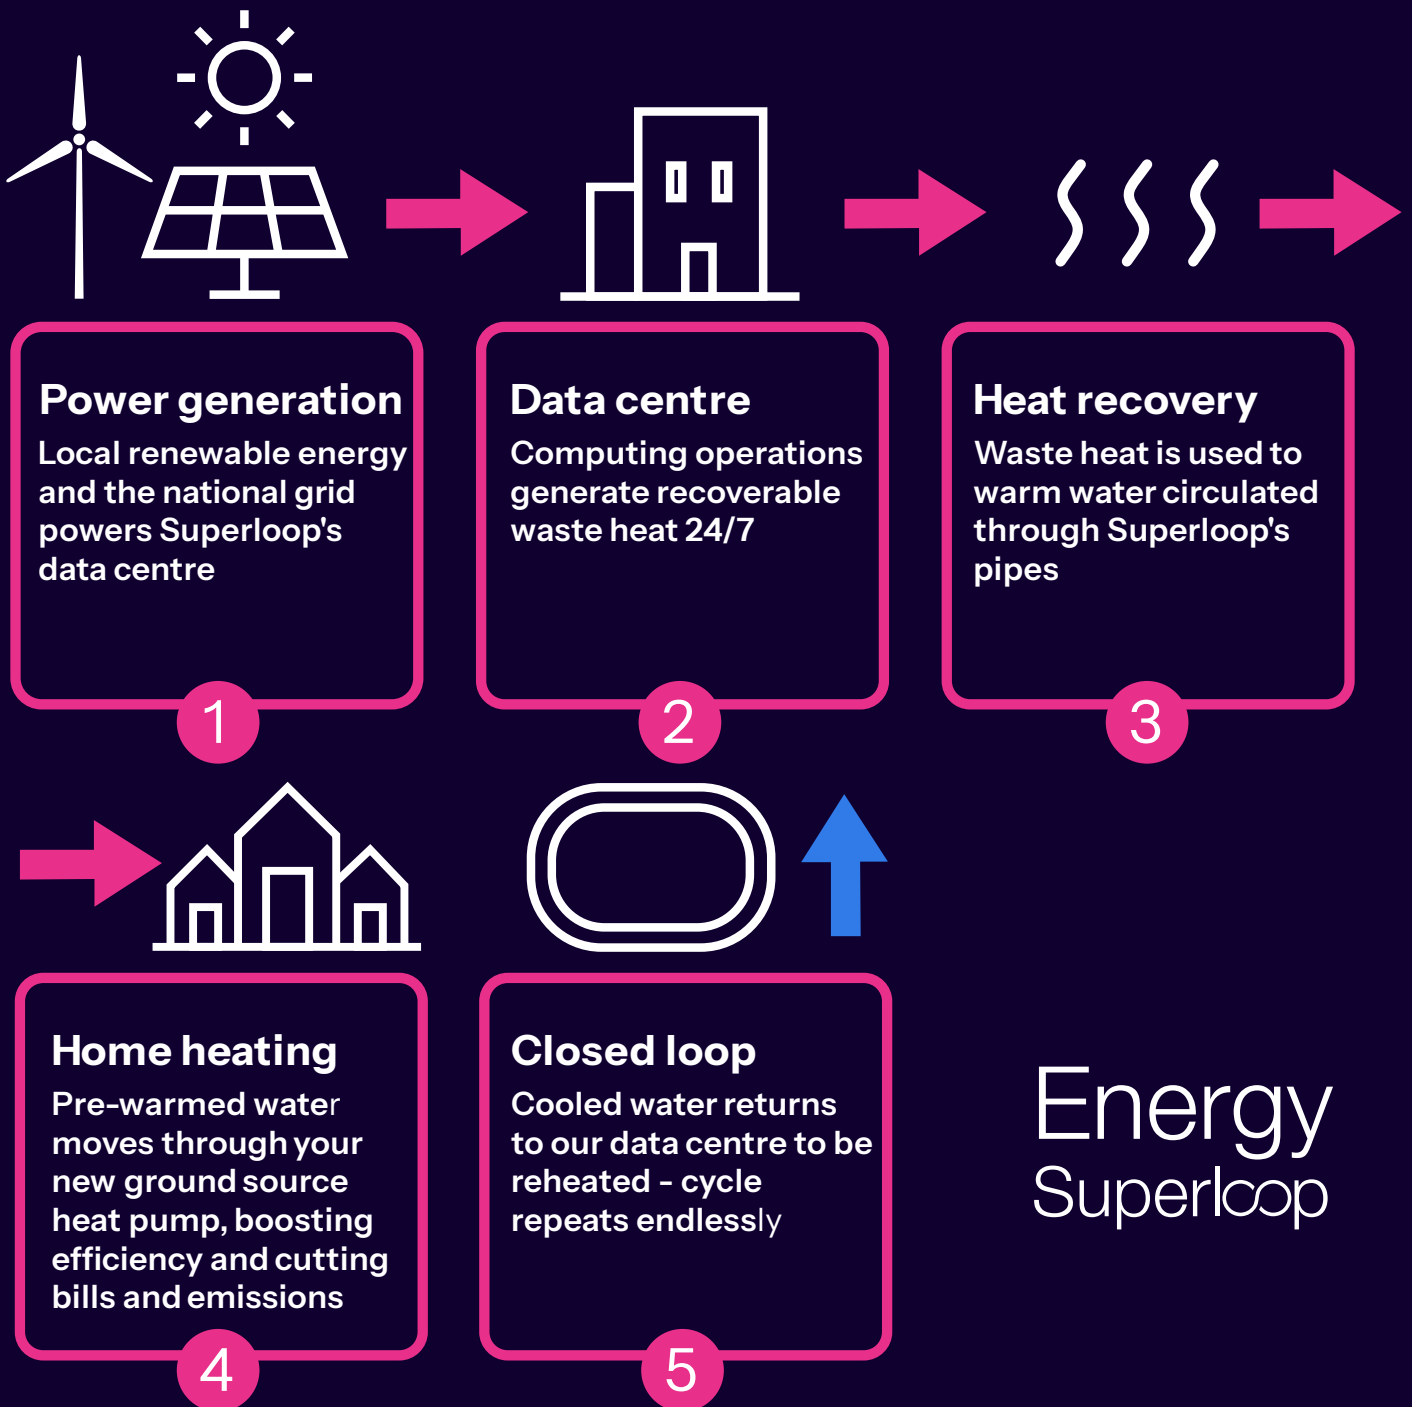 Power generation
Local renewable energy
and the national grid
powers Superloop's
data centre
1
Data centre
Computing operations
generate recoverable
waste heat 24/7
2
Heat recovery
Waste heat is used to
warm water circulated
through Superloop's
pipes
3
Home heating
Pre-warmed water
moves through your
new ground source
heat pump, boosting
efficiency and cutting
bills and emissions
4
Closed loop
Cooled water returns
to our data centre to be
reheated - cycle
repeats endlessly
5
Energy
Superloop